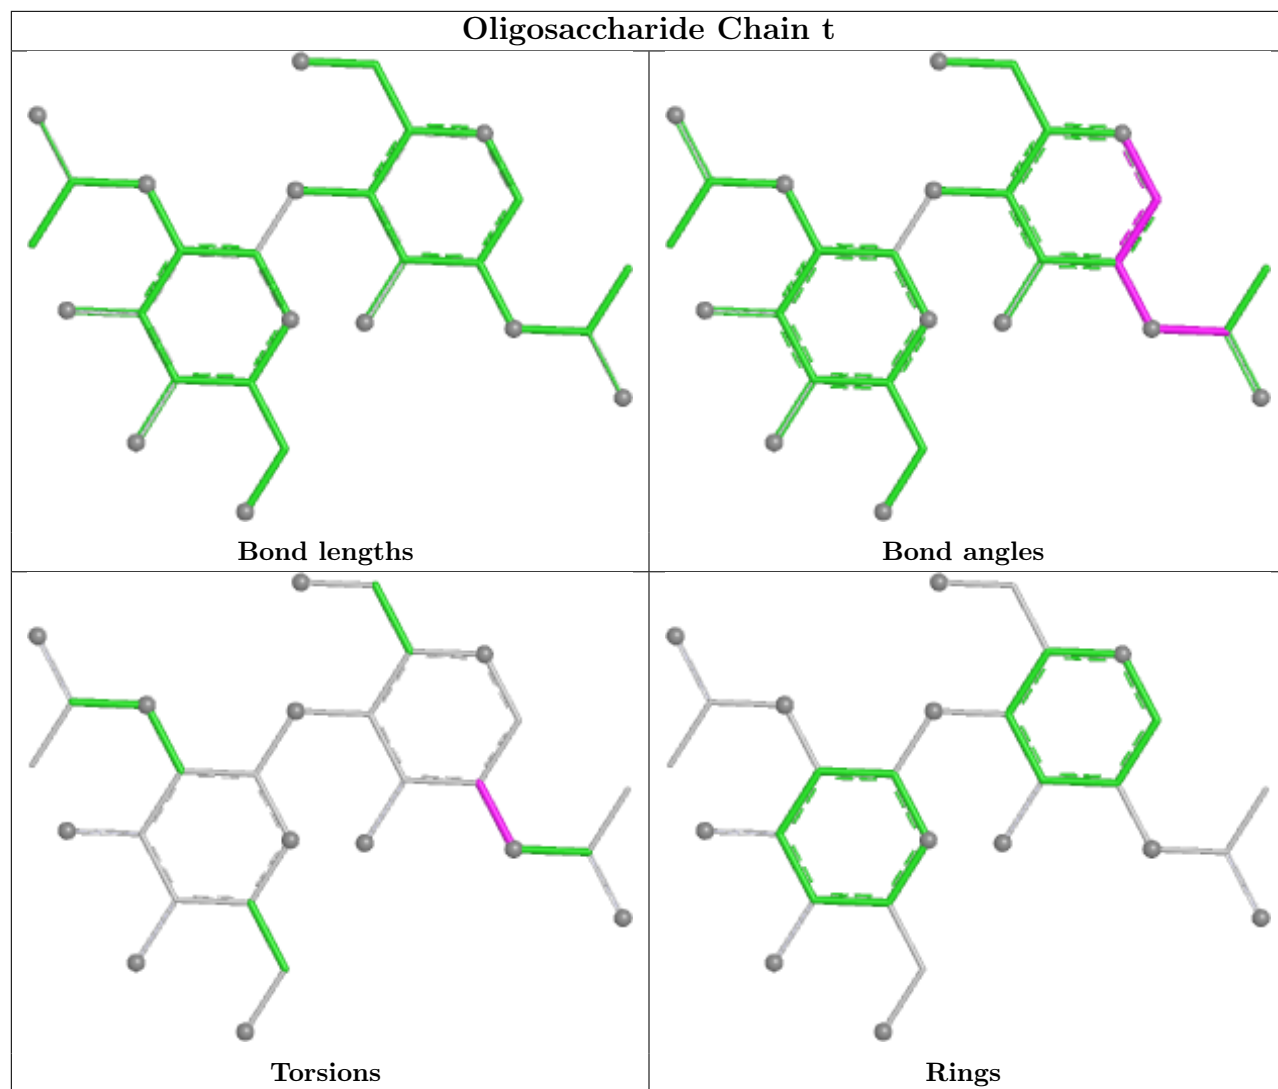 Oligosaccharide Chain t
Bond lengths
Bond angles
Torsions
Rings